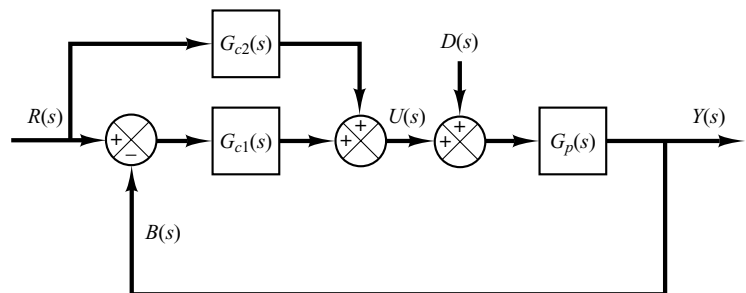 G_{c2}(s)
D(s)
R(s)
U(s)
Y(s)
+
−
G_{c1}(s)
+
+
+
+
G_p(s)
B(s)